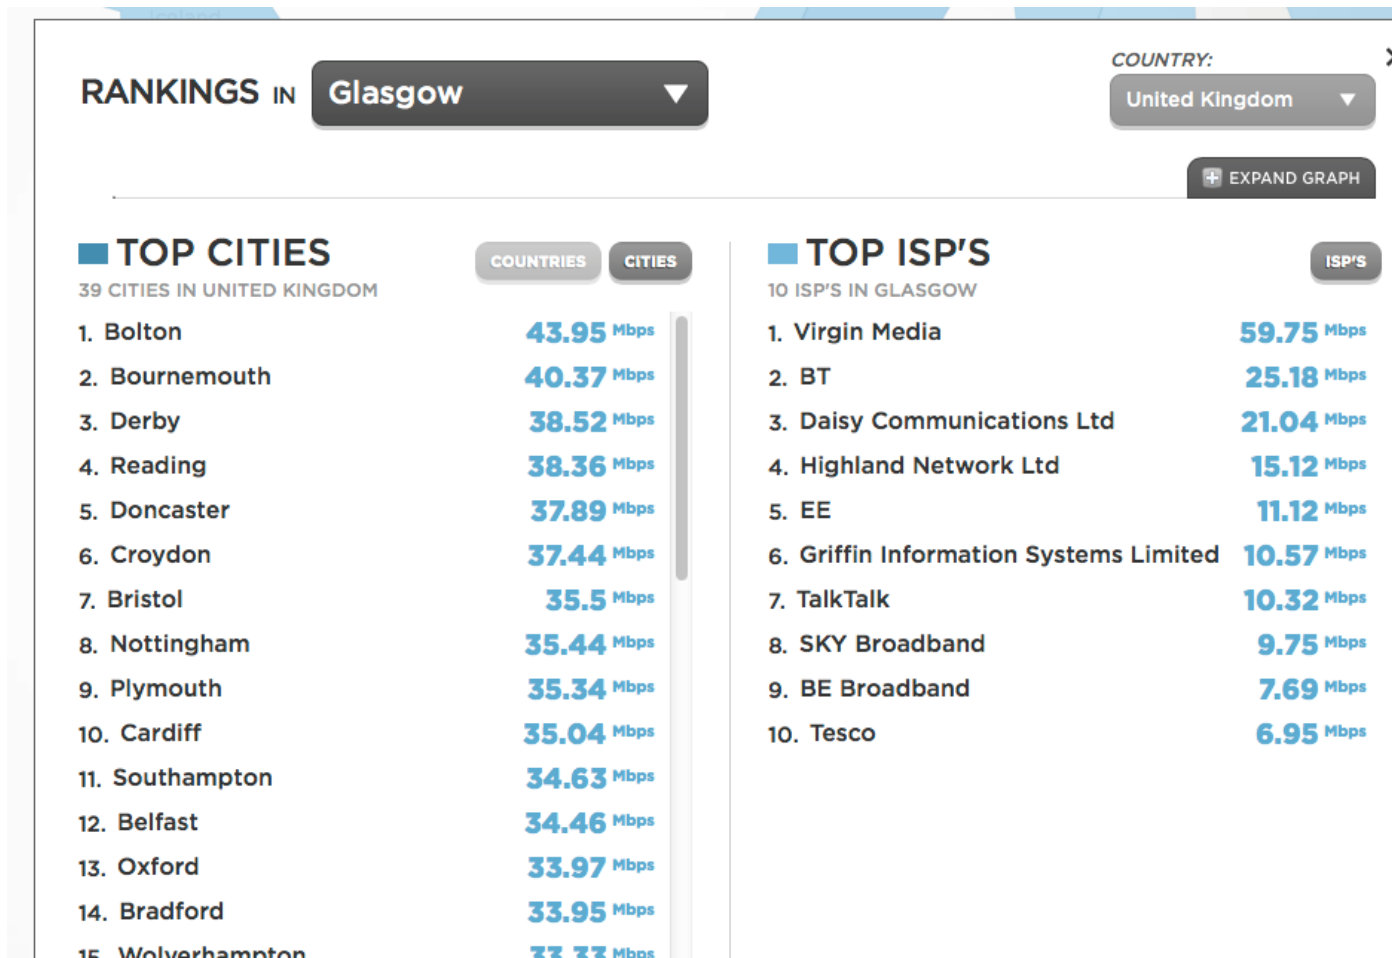 Iceland
RANKINGS IN Glasgow
COUNTRY:
United Kingdom
EXPAND GRAPH
TOP CITIES
COUNTRIES CITIES
39 CITIES IN UNITED KINGDOM
1. Bolton 43.95 Mbps
2. Bournemouth 40.37 Mbps
3. Derby 38.52 Mbps
4. Reading 38.36 Mbps
5. Doncaster 37.89 Mbps
6. Croydon 37.44 Mbps
7. Bristol 35.5 Mbps
8. Nottingham 35.44 Mbps
9. Plymouth 35.34 Mbps
10. Cardiff 35.04 Mbps
11. Southampton 34.63 Mbps
12. Belfast 34.46 Mbps
13. Oxford 33.97 Mbps
14. Bradford 33.95 Mbps
15. Wolverhampton 33.33 Mbps
TOP ISP'S
ISP'S
10 ISP'S IN GLASGOW
1. Virgin Media 59.75 Mbps
2. BT 25.18 Mbps
3. Daisy Communications Ltd 21.04 Mbps
4. Highland Network Ltd 15.12 Mbps
5. EE 11.12 Mbps
6. Griffin Information Systems Limited 10.57 Mbps
7. TalkTalk 10.32 Mbps
8. SKY Broadband 9.75 Mbps
9. BE Broadband 7.69 Mbps
10. Tesco 6.95 Mbps